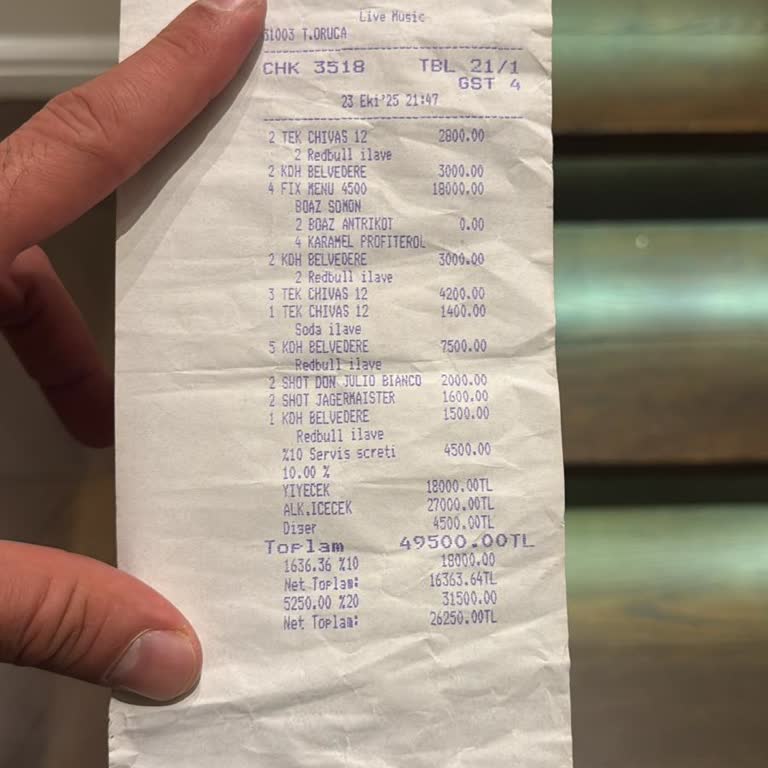 Live Music
31003 T.ORUCA
CHK 3518 TBL 21/1
GST 4
23 Eki'25 21:47
2 TEK CHIVAS 12 2800.00
2 Redbull ilave
2 KDH BELVEDERE 3000.00
4 FIX MENU 4500 18000.00
BOAZ SOMON
2 BOAZ ANTRIKOT 0.00
4 KARAMEL PROFITEROL
2 KDH BELVEDERE 3000.00
2 Redbull ilave
3 TEK CHIVAS 12 4200.00
1 TEK CHIVAS 12 1400.00
Soda ilave
5 KDH BELVEDERE 7500.00
Redbull ilave
2 SHOT DON JULIO BIANCO 2000.00
2 SHOT JAGERMAISTER 1600.00
1 KDH BELVEDERE 1500.00
Redbull ilave
%10 Servis screti 4500.00
10.00 %
YIYECEK 18000.00TL
ALK.ICECEK 27000.00TL
Diger 4500.00TL
Toplam 49500.00TL
1636.36 %10 18000.00
Net Toplam: 16363.64TL
5250.00 %20 31500.00
Net Toplam: 26250.00TL